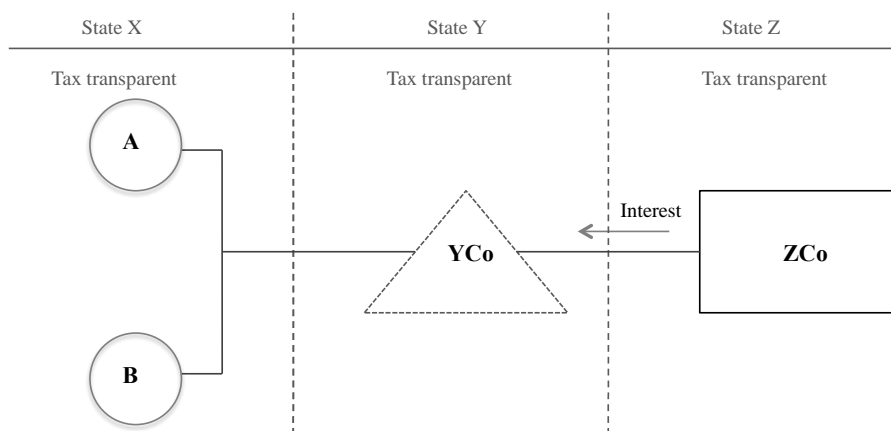 State X State Y State Z
Tax transparent Tax transparent Tax transparent
A
Interest
YCo ZCo
B